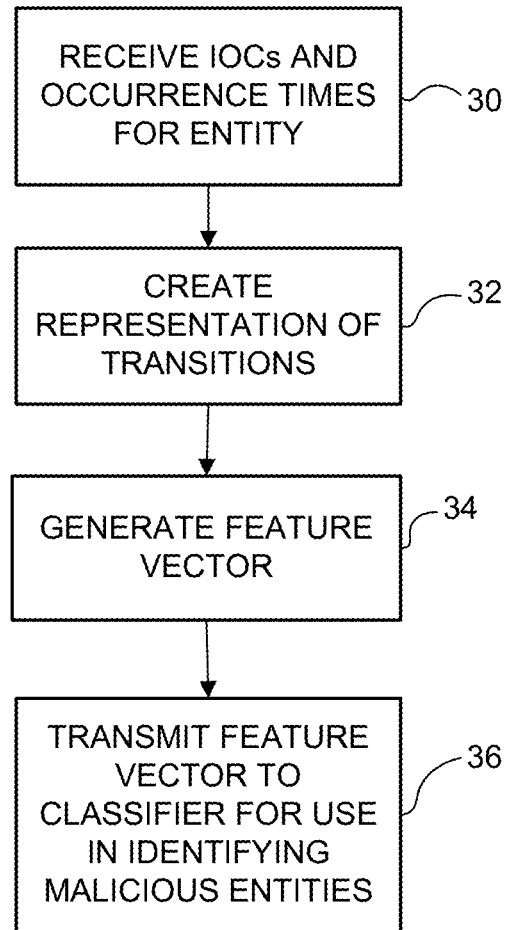 RECEIVE IOCs AND
OCCURRENCE TIMES
FOR ENTITY
30
CREATE
REPRESENTATION OF
TRANSITIONS
32
GENERATE FEATURE
VECTOR
34
TRANSMIT FEATURE
VECTOR TO
CLASSIFIER FOR USE
IN IDENTIFYING
MALICIOUS ENTITIES
36